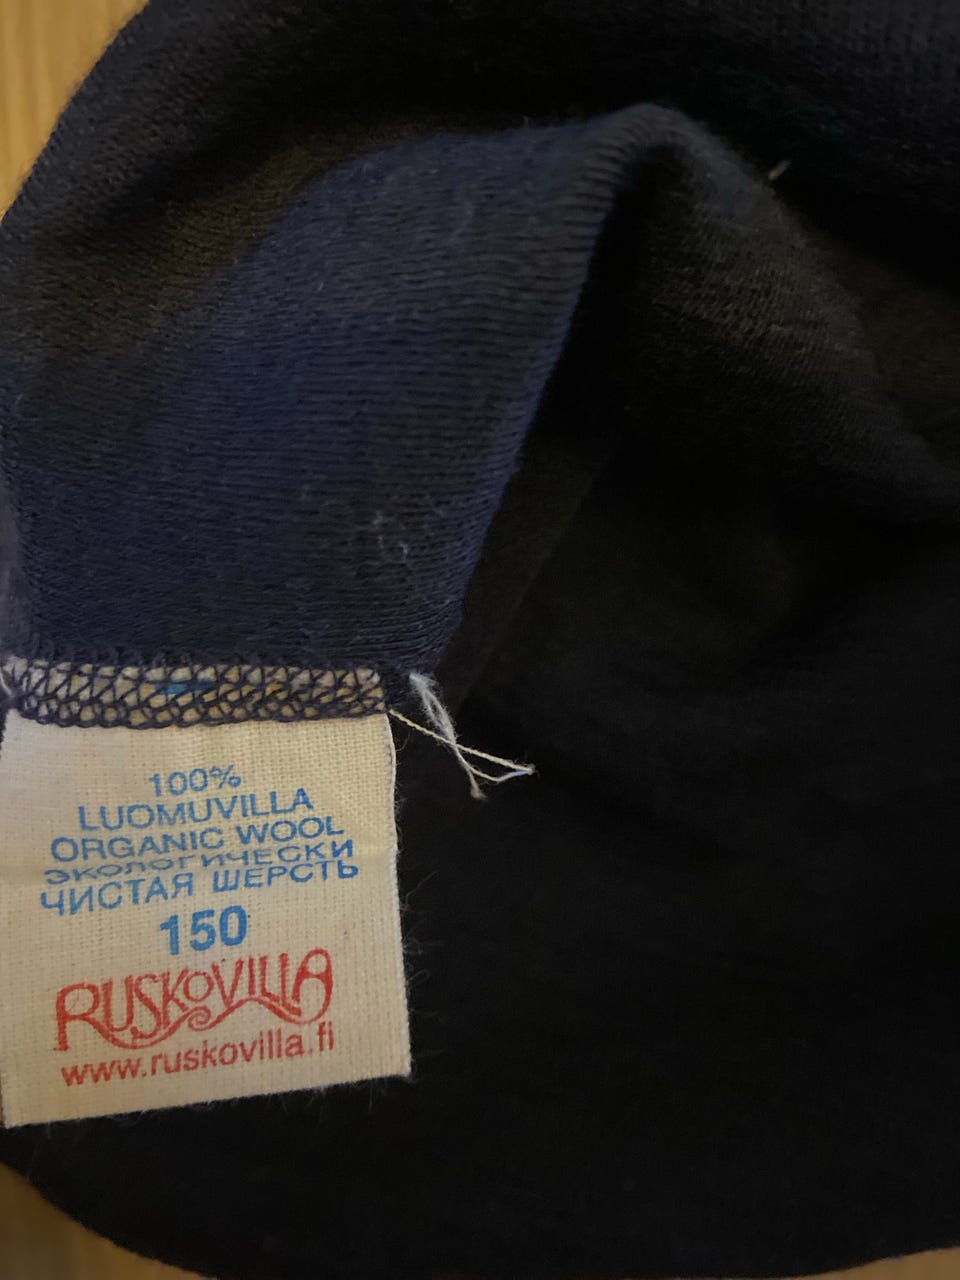 100%
LUOMUVILLA
ORGANIC WOOL
ЭКОЛОГИЧЕСКИ
ЧИСТАЯ ШЕРСТЬ
150
RUSKOVILLA
www.ruskovilla.fi